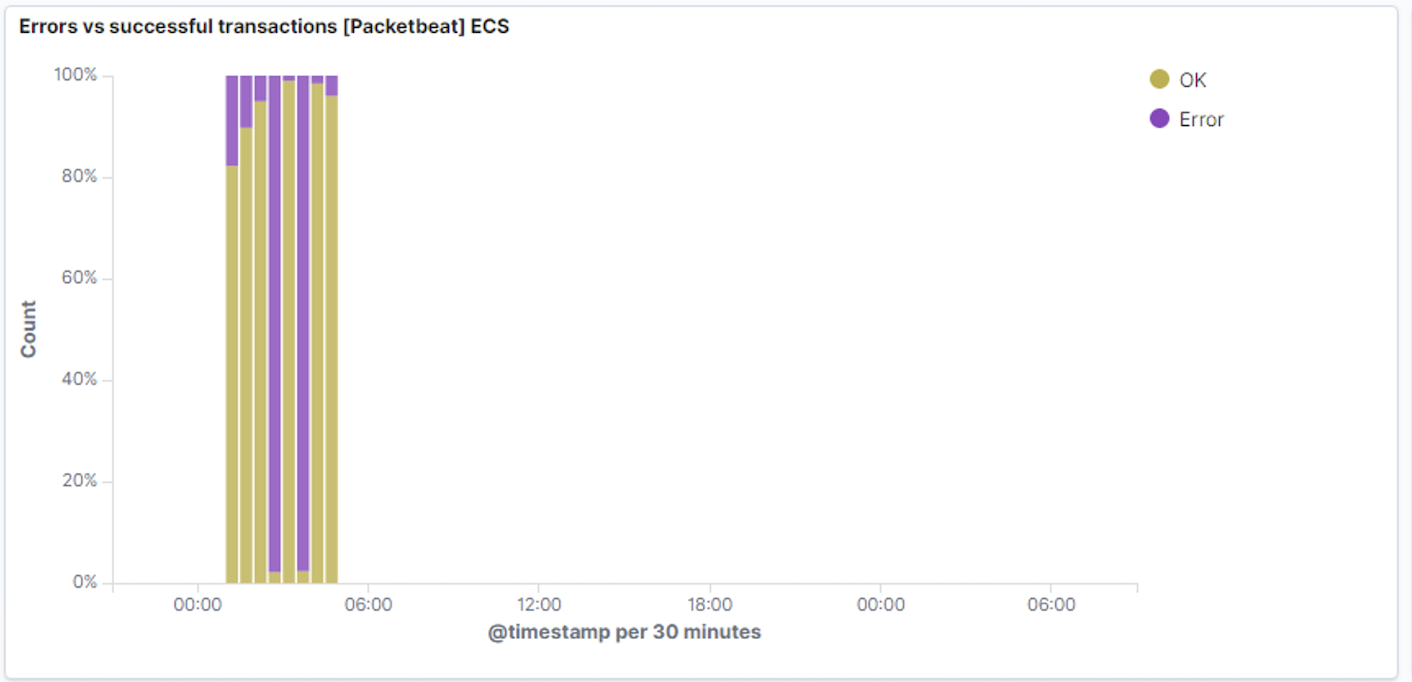 Errors vs successful transactions [Packetbeat] ECS
100%
80%
60%
40%
20%
0%
Count
00:00
06:00
12:00
18:00
00:00
06:00
@timestamp per 30 minutes
OK
Error